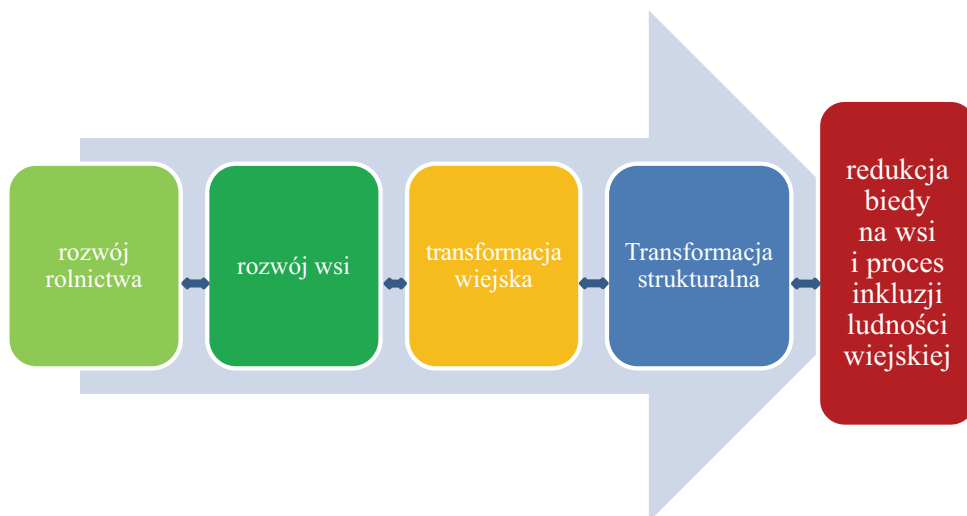 rozwój
rolnictwa
rozwój wsi
transformacja
wiejska
Transformacja
strukturalna
redukcja
biedy
na wsi
i proces
inkluzji
ludności
wiejskiej